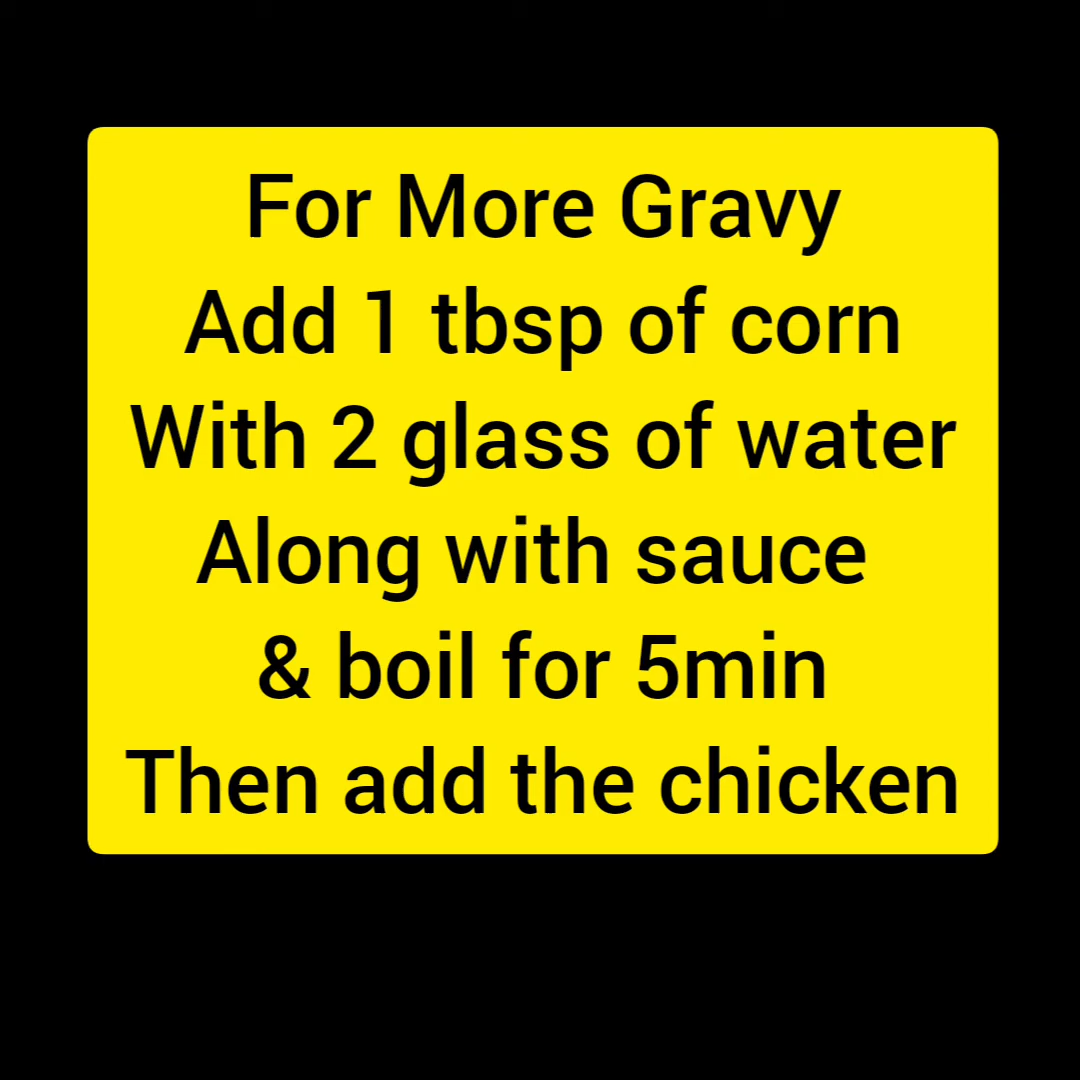 For More Gravy
Add 1 tbsp of corn
With 2 glass of water
Along with sauce
& boil for 5min
Then add the chicken